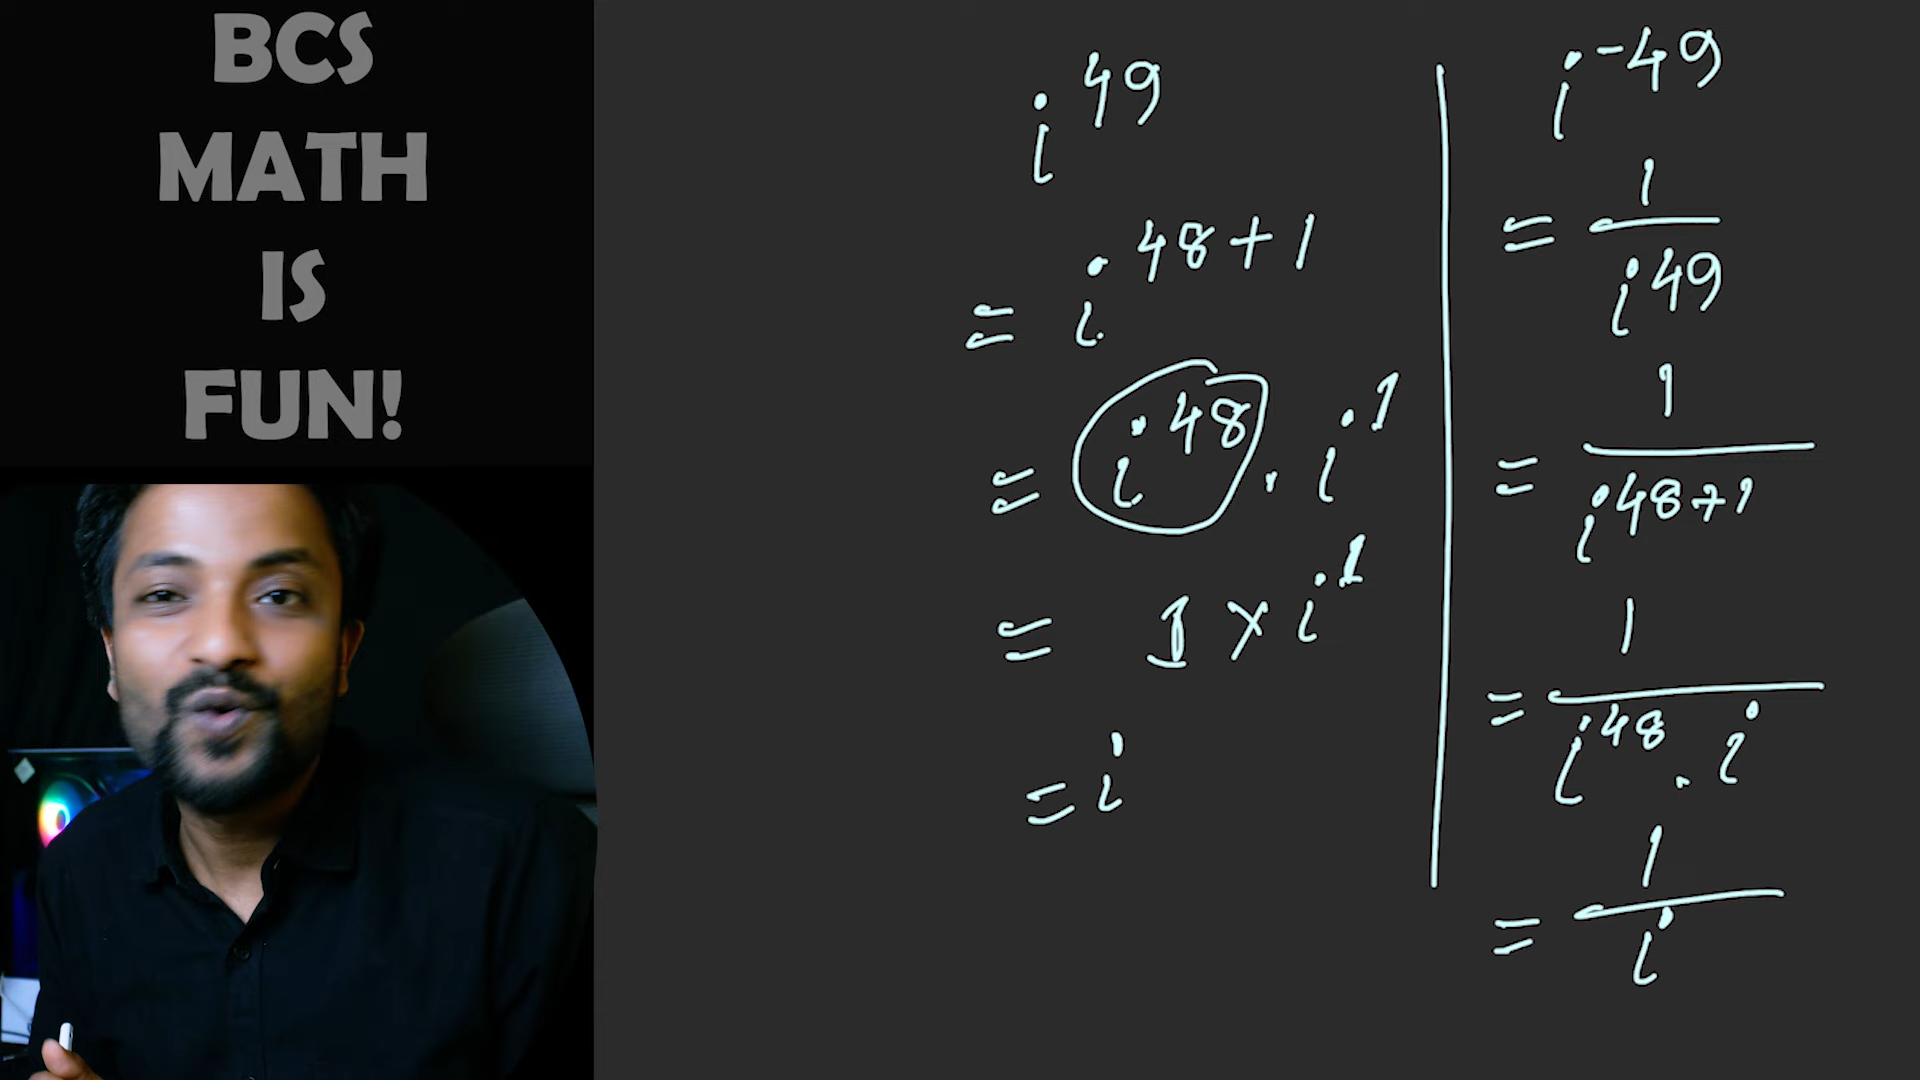 BCS
MATH
IS
FUN!
i^49
= i^48+1
= i^48 . i^1
= 1 × i^1
= i
i^-49
= 1/i^49
= 1/i^48+1
= 1/i^48 . i
= 1/i